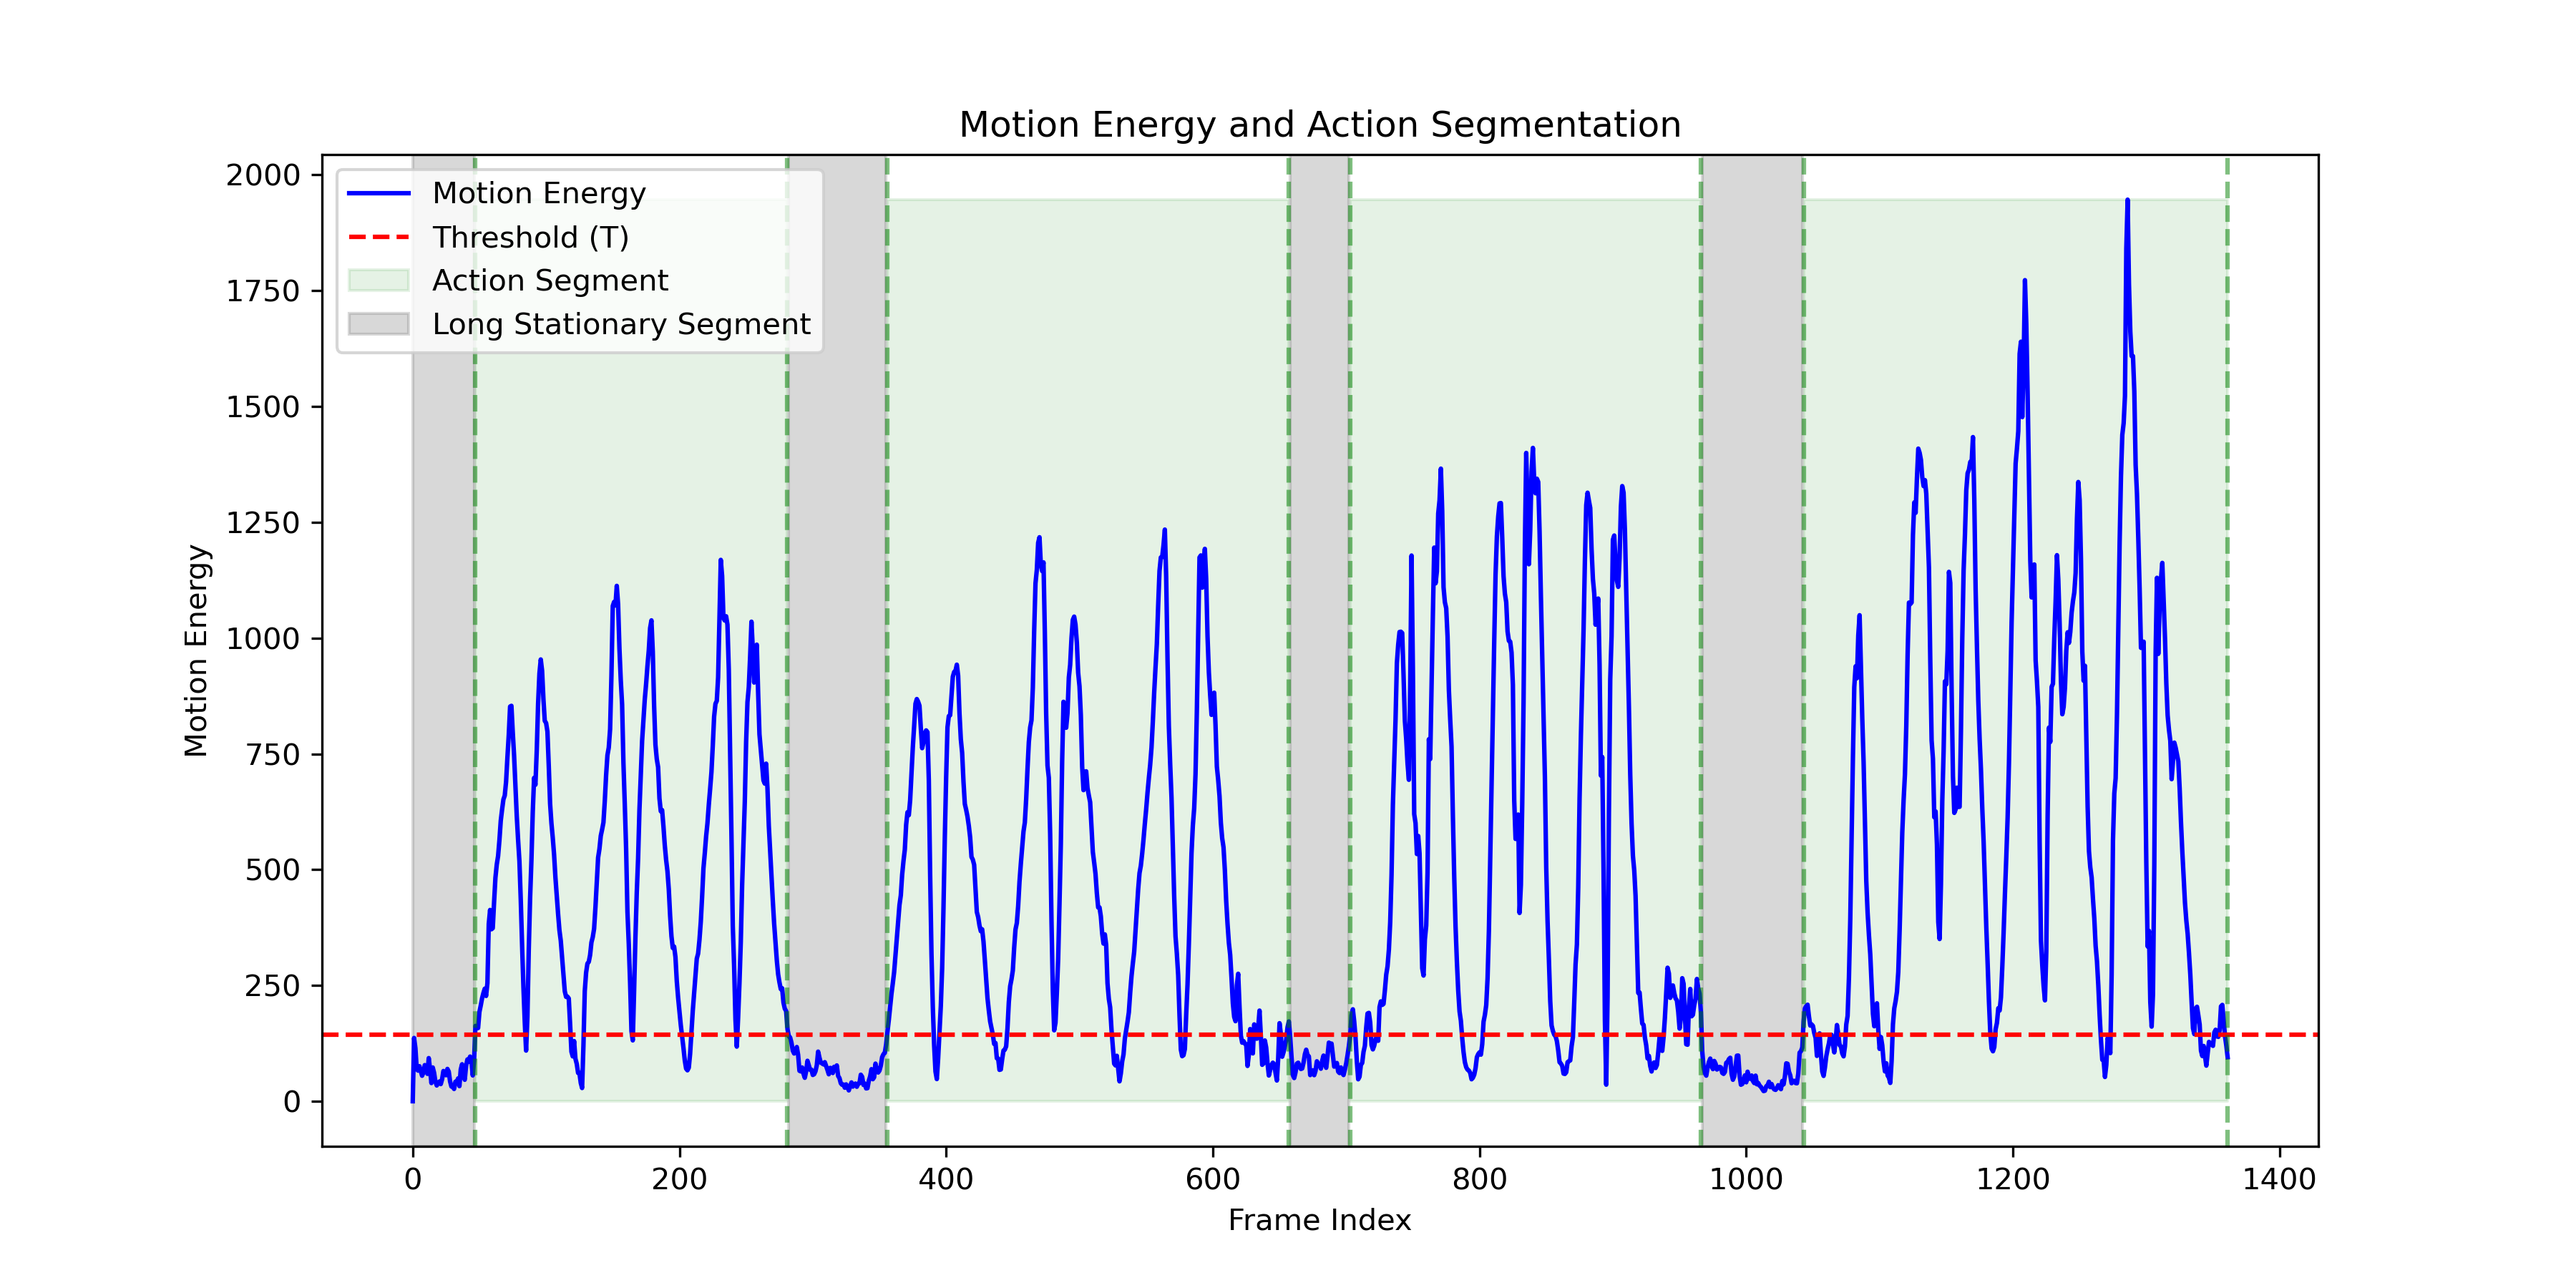 Motion Energy and Action Segmentation
2000
1750
1500
1250
1000
750
500
250
0
Motion Energy
Motion Energy
Threshold (T)
Action Segment
Long Stationary Segment
0 200 400 600 800 1000 1200 1400
Frame Index